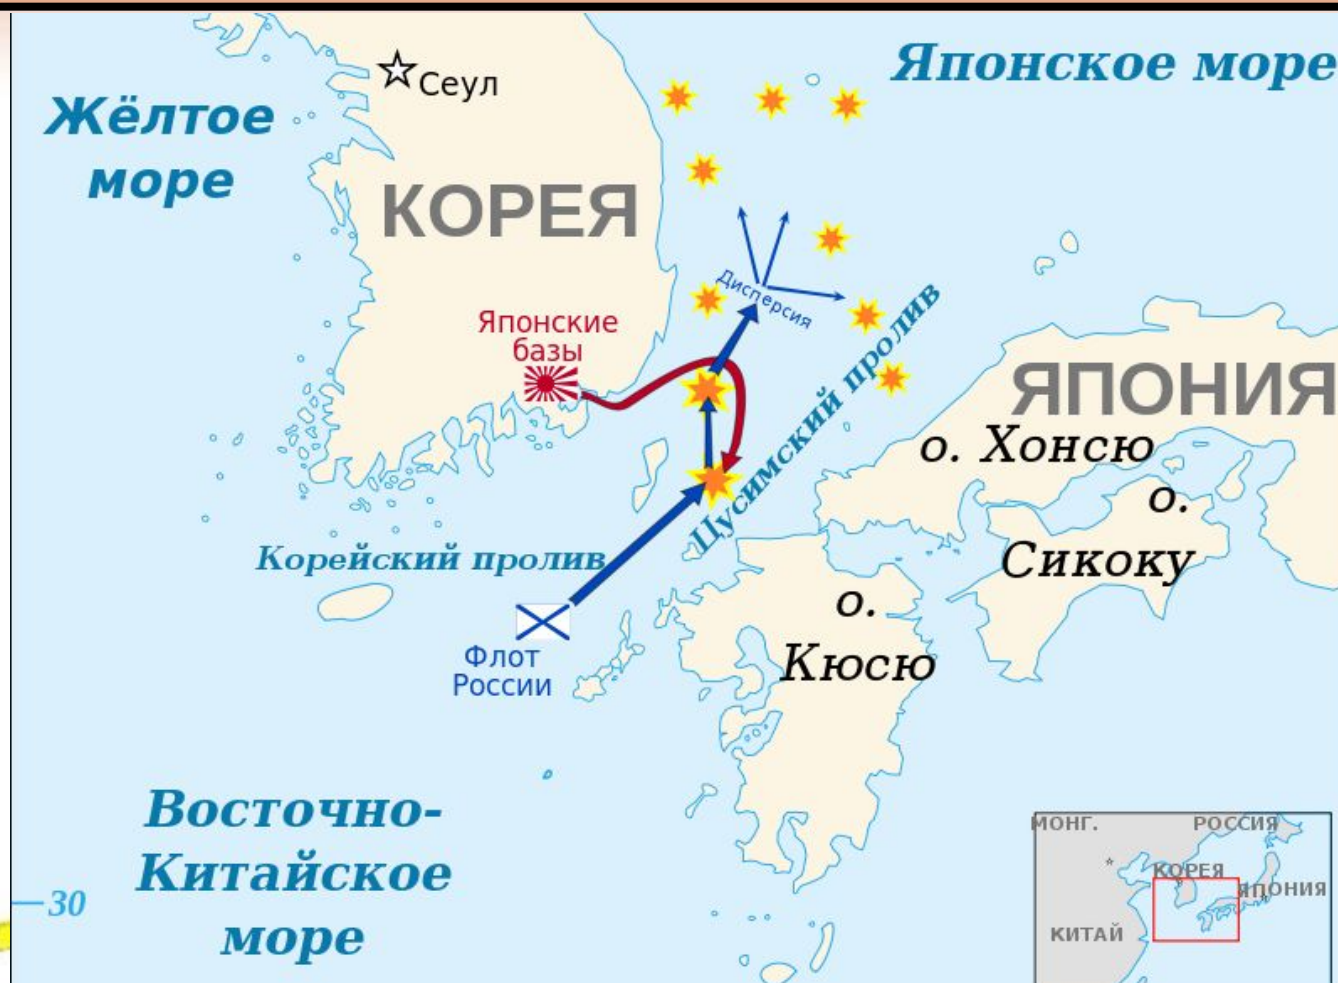 Японское море
Сеул
Жёлтое
море
КОРЕЯ
Дисперсия
Японские
базы
Цусимский пролив
ЯПОНИЯ
о. Хонсю
о.
Сикоку
Корейский пролив
о.
Кюсю
Флот
России
Восточно-
Китайское
море
30
МОНГ.
РОССИЯ
КОРЕЯ
ЯПОНИЯ
КИТАЙ